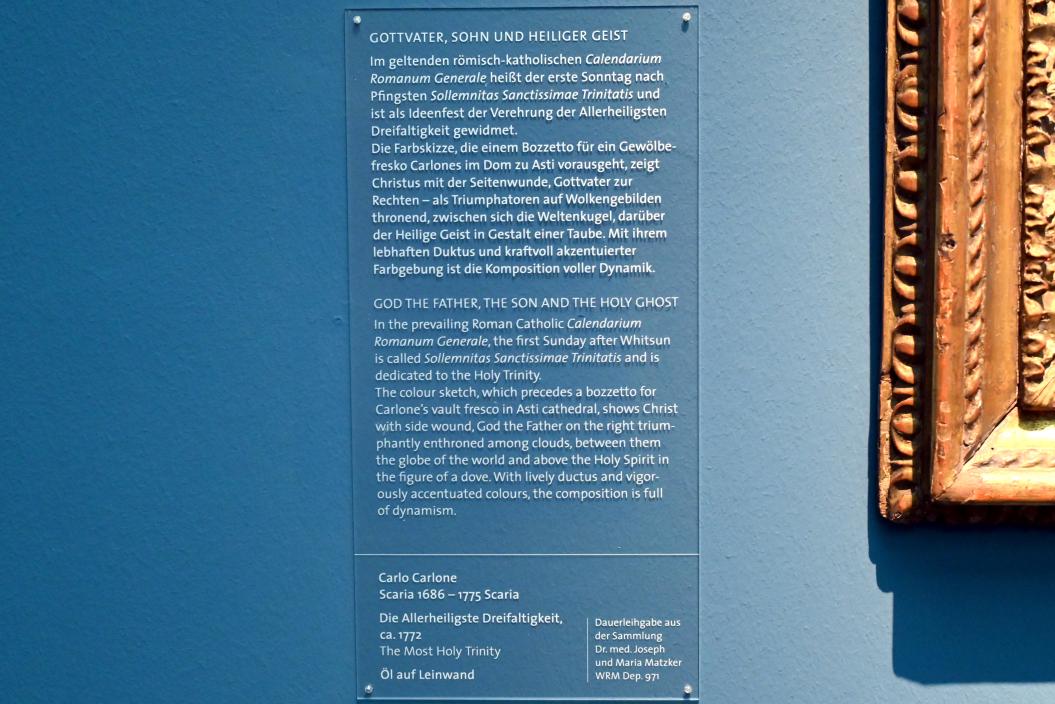 GOTTVATER, SOHN UND HEILIGER GEIST
Im geltenden römisch-katholischen Calendarium
Romanum Generale heißt der erste Sonntag nach
Pfingsten Sollemnitas Sanctissimae Trinitatis und
ist als Ideenfest der Verehrung der Allerheiligsten
Dreifaltigkeit gewidmet.
Die Farbskizze, die einem Bozzetto für ein Gewölbe-
fresko Carlones im Dom zu Asti vorausgeht, zeigt
Christus mit der Seitenwunde, Gottvater zur
Rechten – als Triumphatoren auf Wolkengebilden
thronend, zwischen sich die Weltenkugel, darüber
der Heilige Geist in Gestalt einer Taube. Mit ihrem
lebhaften Duktus und kraftvoll akzentuierter
Farbgebung ist die Komposition voller Dynamik.
GOD THE FATHER, THE SON AND THE HOLY GHOST
In the prevailing Roman Catholic Calendarium
Romanum Generale, the first Sunday after Whitsun
is called Sollemnitas Sanctissimae Trinitatis and is
dedicated to the Holy Trinity.
The colour sketch, which precedes a bozzetto for
Carlone's vault fresco in Asti cathedral, shows Christ
with side wound, God the Father on the right trium-
phantly enthroned among clouds, between them
the globe of the world and above the Holy Spirit in
the figure of a dove. With lively ductus and vigor-
ously accentuated colours, the composition is full
of dynamism.
Carlo Carlone
Scaria 1686 – 1775 Scaria
Die Allerheiligste Dreifaltigkeit,
ca. 1772
The Most Holy Trinity
Öl auf Leinwand
Dauerleihgabe aus
der Sammlung
Dr. med. Joseph
und Maria Matzker
WRM Dep. 971